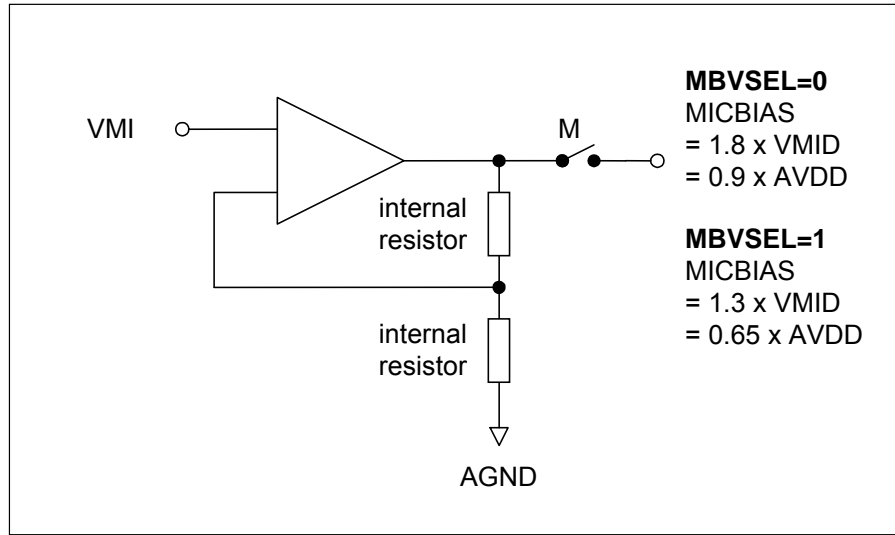 VMI
M
internal
resistor
internal
resistor
AGND
MBVSEL=0
MICBIAS
= 1.8 x VMID
= 0.9 x AVDD
MBVSEL=1
MICBIAS
= 1.3 x VMID
= 0.65 x AVDD